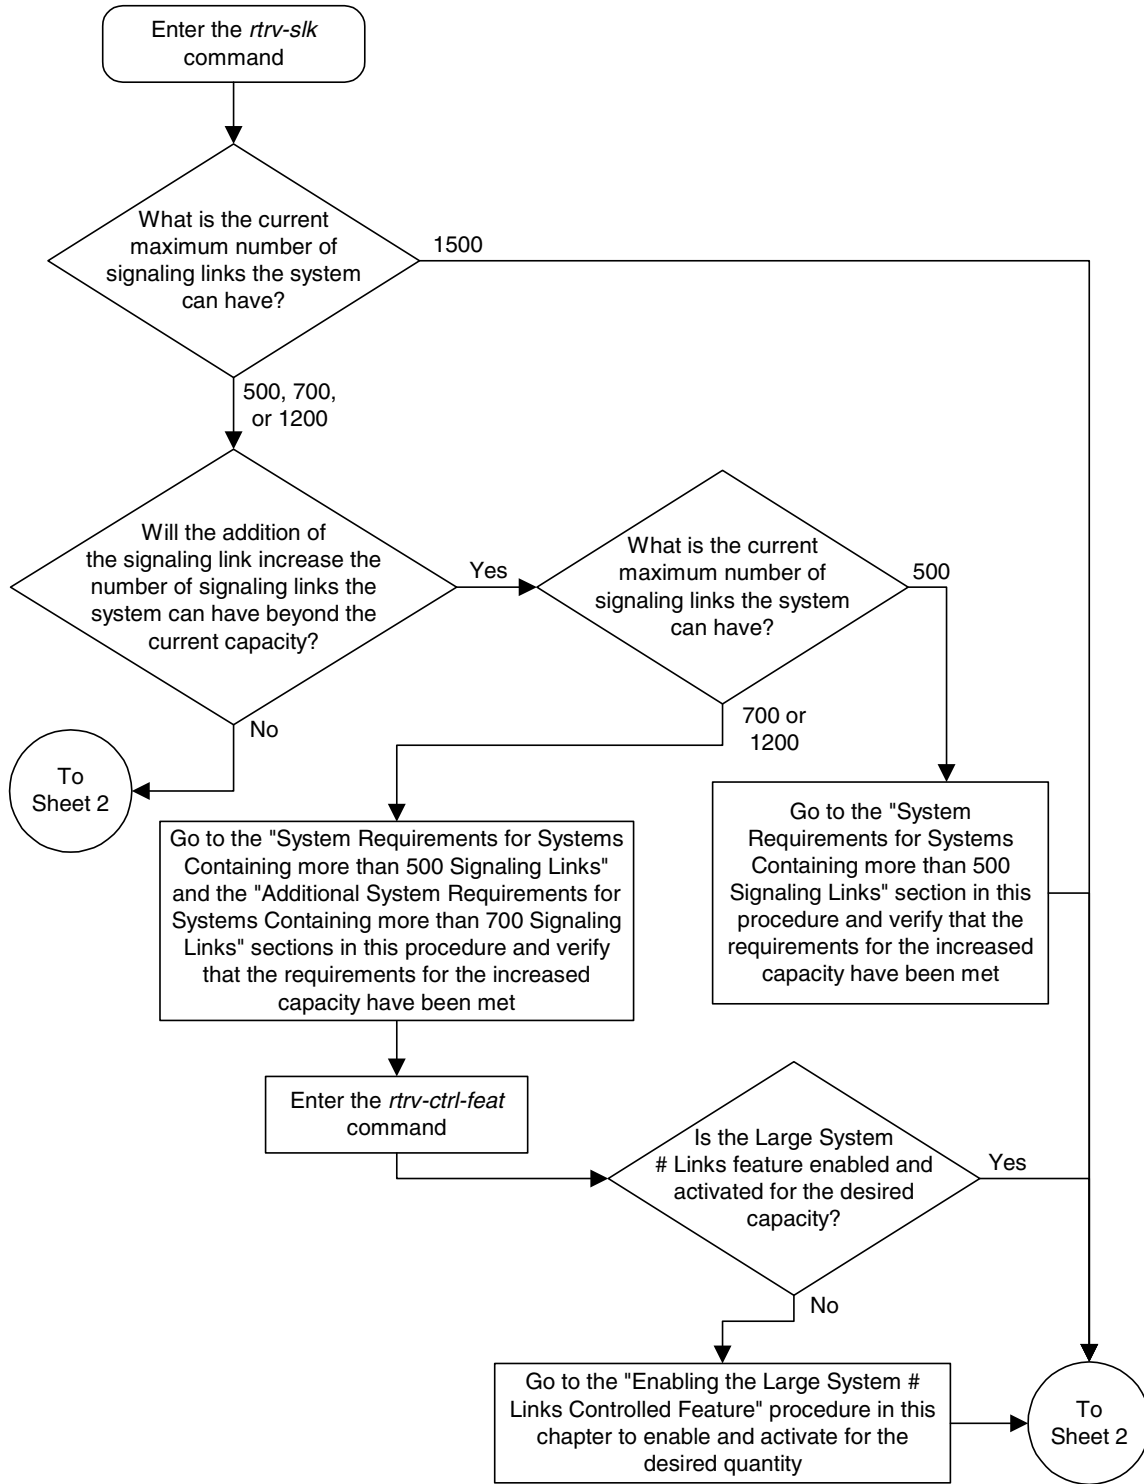 Enter the rtrv-slk
command
What is the current
maximum number of
signaling links the system
can have?
1500
500, 700,
or 1200
Will the addition of
the signaling link increase the
number of signaling links the
system can have beyond the
current capacity?
Yes
What is the current
maximum number of
signaling links the system
can have?
500
No
700 or
1200
To
Sheet 2
Go to the "System Requirements for Systems
Containing more than 500 Signaling Links"
and the "Additional System Requirements for
Systems Containing more than 700 Signaling
Links" sections in this procedure and verify
that the requirements for the increased
capacity have been met
Go to the "System
Requirements for Systems
Containing more than 500
Signaling Links" section in this
procedure and verify that the
requirements for the increased
capacity have been met
Enter the rtrv-ctrl-feat
command
Is the Large System
# Links feature enabled and
activated for the desired
capacity?
Yes
No
Go to the "Enabling the Large System #
Links Controlled Feature" procedure in this
chapter to enable and activate for the
desired quantity
To
Sheet 2